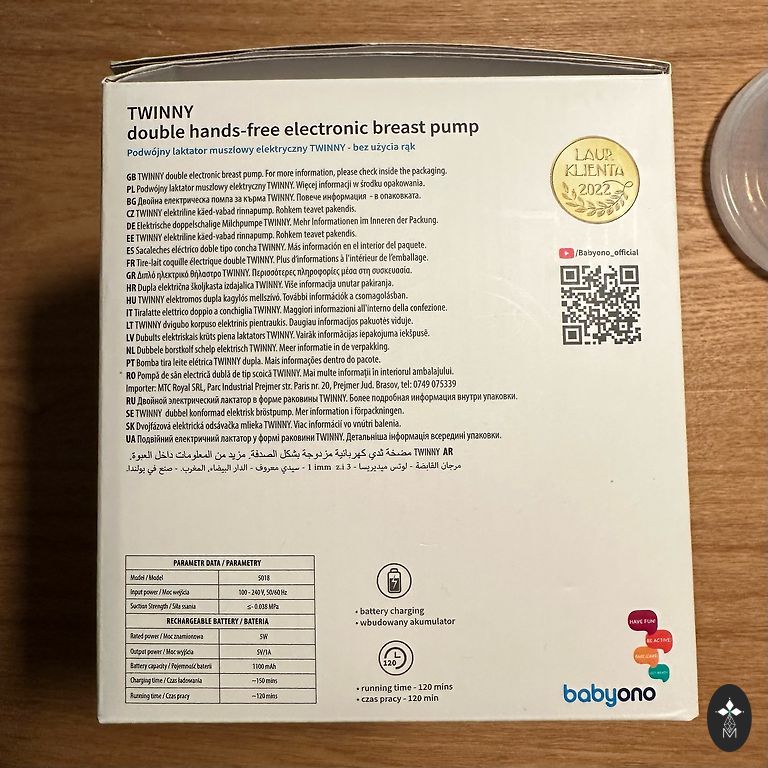 TWINNY
double hands-free electronic breast pump
Podwójny laktator muszlowy elektryczny TWINNY - bez użycia rąk
GB TWINNY double electronic breast pump. For more information, please check inside the packaging.
PL Podwójny laktator muszlowy elektryczny TWINNY. Więcej informacji w środku opakowania.
BG Двойна електрическа помпа за кърма TWINNY. Повече информация - в опаковката.
CZ TWINNY elektriline käed-vabad rinnapump. Rohkem teavet pakendis.
DE Elektrische doppelschalige Milchpumpe TWINNY. Mehr Informationen im Inneren der Packung.
EE TWINNY elektriline käed-vabad rinnapump. Rohkem teavet pakendis.
ES Sacaleches eléctrico doble tipo concha TWINNY. Más información en el interior del paquete.
FR Tire-lait coquille électrique double TWINNY. Plus d'informations à l'intérieur de l'emballage.
GR Διπλό ηλεκτρικό θήλαστρο TWINNY. Περισσότερες πληροφορίες μέσα στη συσκευασία.
HR Dupla električna školjkasta izdajalica TWINNY. Više informacija unutar pakiranja.
HU TWINNY elektromos dupla kagylós mellszívó. További információk a csomagolásban.
IT Tiralatte elettrico doppio a conchiglia TWINNY. Maggiori informazioni all'interno della confezione.
LT TWINNY dvigubo korpuso elektrinis pientraukis. Daugiau informacijos pakuotės viduje.
LV Dubults elektriskais krūts piena laktators TWINNY. Vairāk informācijas iepakojuma iekšpusē.
NL Dubbele borstkolf schelp elektrisch TWINNY. Meer informatie in de verpakking.
PT Bomba tira leite elétrica TWINNY dupla. Mais informações dentro do pacote.
RO Pompă de sân electrică dublă de tip scoică TWINNY. Mai multe informații în interiorul ambalajului.
Importer: MTC Royal SRL, Parc Industrial Prejmer str. Paris nr. 20, Prejmer Jud. Brasov, tel: 0749 075339
RU Двойной электрический лактатор в форме раковины TWINNY. Более подробная информация внутри упаковки.
SE TWINNY dubbel konformad elektrisk bröstpump. Mer information i förpackningen.
SK Dvojfázová elektrická odsávačka mlieka TWINNY. Viac informácií vo vnútri balenia.
UA Подвійний електричний лактатор у формі раковини TWINNY. Детальніша інформація всередині упаковки.
AR TWINNY مضخة ثدي كهربائية مزدوجة بشكل الصدفة. مزيد من المعلومات داخل العبوة.
مرجان القابضة - لوتس ميديريسا - 3 z.i 1 imm - سيدي معروف - الدار البيضاء, المغرب. - صنع في بولندا.
LAUR
KLIENTA
2022
/Babyono_official
PARAMETR DATA / PARAMETRY
Model / Model 5018
Input power / Moc wejścia 100 - 240 V, 50/60 Hz
Suction Strength / Siła ssania ≤- 0.038 MPa
RECHARGEABLE BATTERY / BATERIA
Rated power / Moc znamionowa 5W
Output power / Moc wyjścia 5V/1A
Battery capacity / Pojemność baterii 1100 mAh
Charging time / Czas ładowania ~150 mins
Running time / Czas pracy ~120 mins
• battery charging
• wbudowany akumulator
120
• running time - 120 mins
• czas pracy - 120 min
HAVE FUN!
BE ACTIVE!
babyono
M